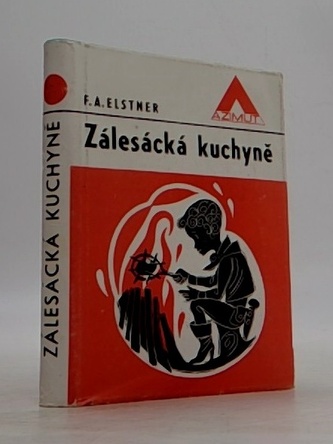 F.A.ELSTNER
AZIMUT
Zálesácká kuchyně
ZÁLESÁCKÁ KUCHYNĚ